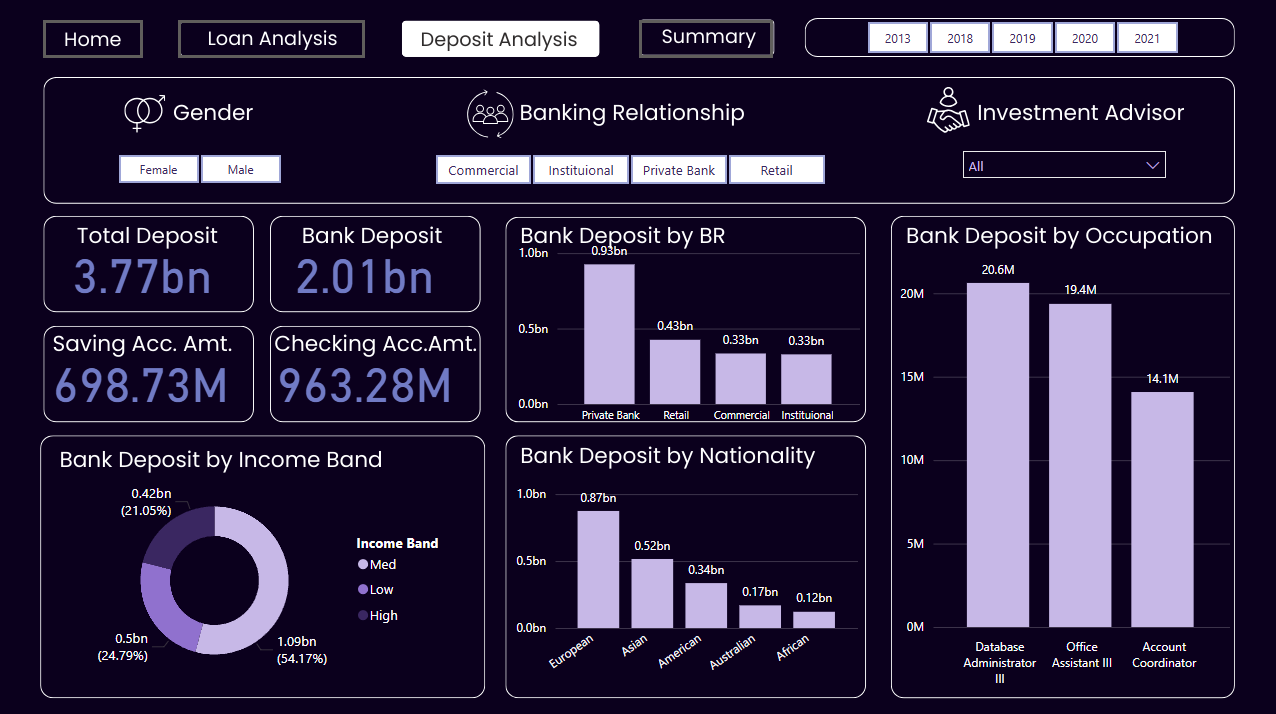 Home
Loan Analysis
Deposit Analysis
Summary
2013
2018
2019
2020
2021
Gender
Banking Relationship
Investment Advisor
Female
Male
Commercial
Instituional
Private Bank
Retail
All
Total Deposit
3.77bn
Bank Deposit
2.01bn
Saving Acc. Amt.
698.73M
Checking Acc.Amt.
963.28M
Bank Deposit by BR
1.0bn
0.5bn
0.0bn
0.93bn
0.43bn
0.33bn
0.33bn
Private Bank
Retail
Commercial
Instituional
Bank Deposit by Occupation
20M
15M
10M
5M
0M
20.6M
19.4M
14.1M
Database
Administrator
III
Office
Assistant III
Account
Coordinator
Bank Deposit by Income Band
0.42bn
(21.05%)
0.5bn
(24.79%)
1.09bn
(54.17%)
Income Band
Med
Low
High
Bank Deposit by Nationality
1.0bn
0.5bn
0.0bn
0.87bn
0.52bn
0.34bn
0.17bn
0.12bn
European
Asian
American
Australian
African